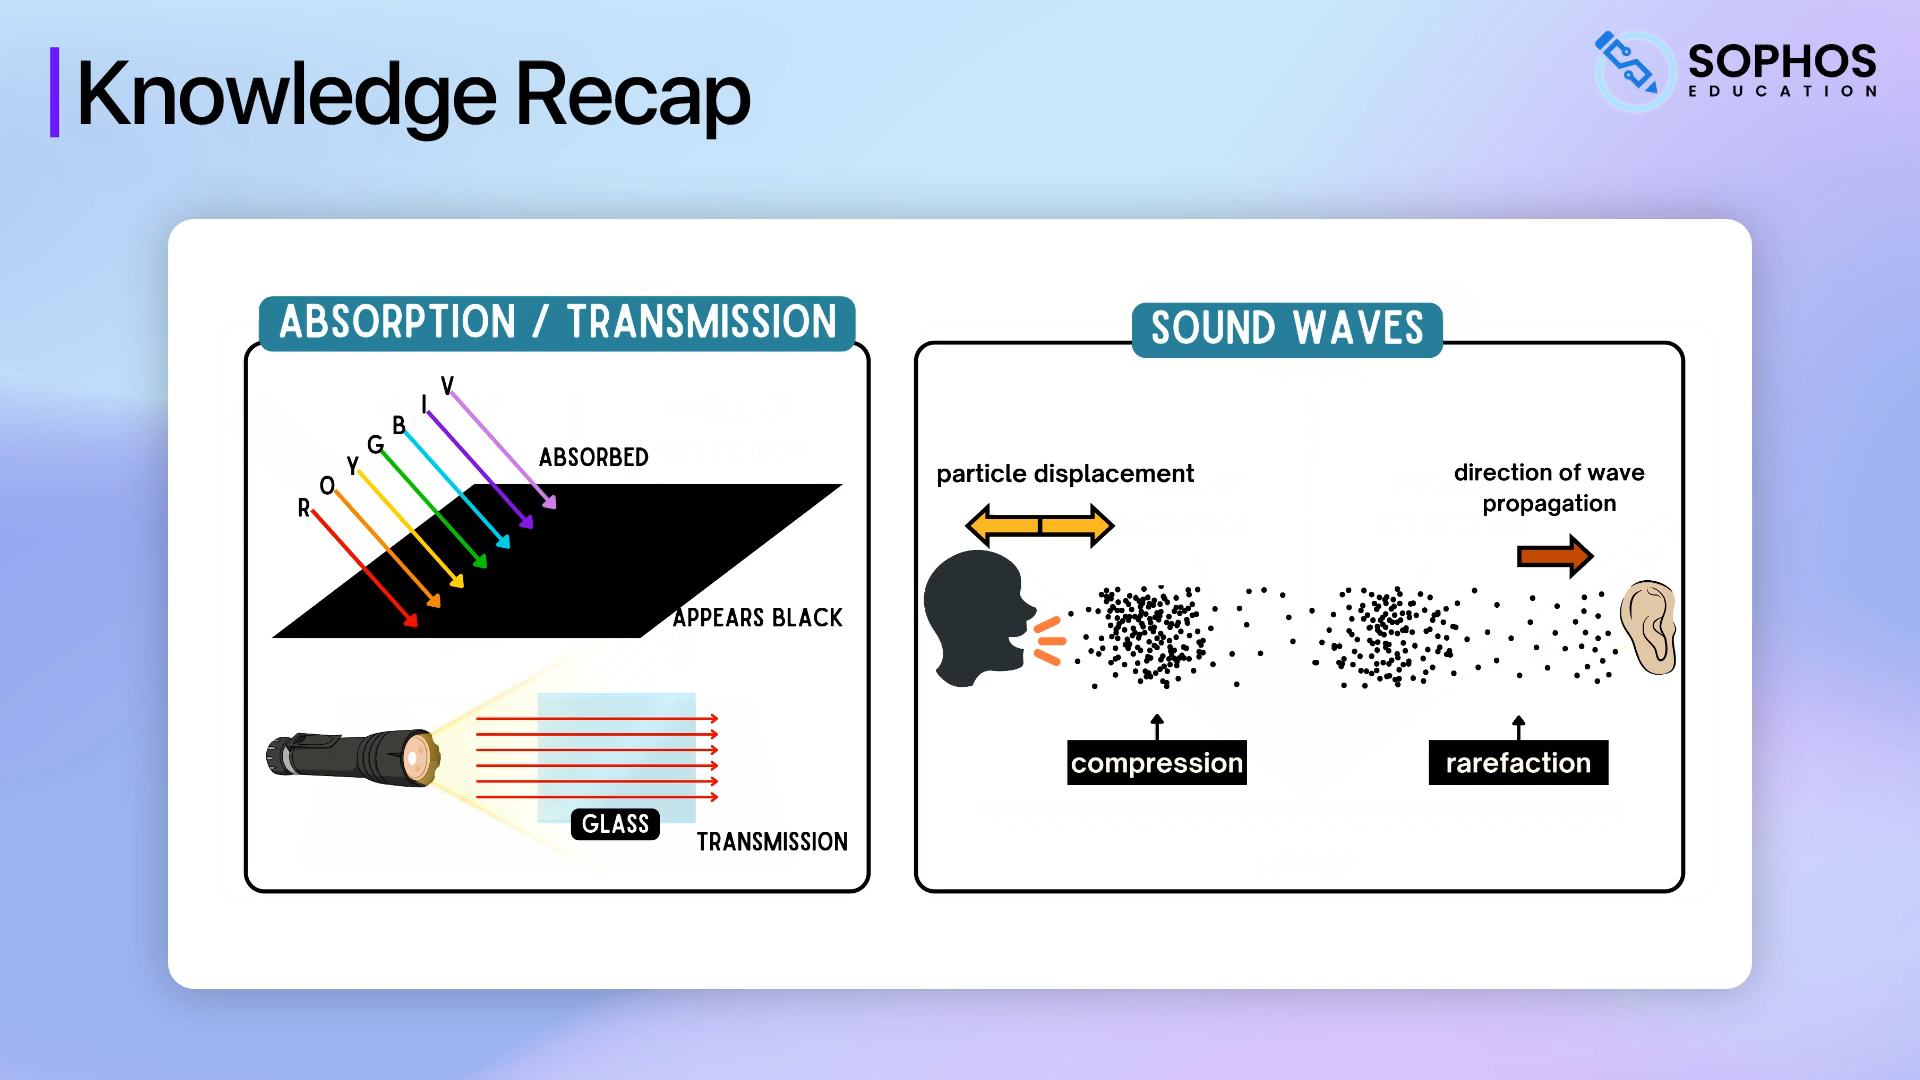 Knowledge Recap
SOPHOS
EDUCATION
ABSORPTION / TRANSMISSION
V
I
B
G
Y
O
R
ABSORBED
APPEARS BLACK
GLASS
TRANSMISSION
SOUND WAVES
particle displacement
direction of wave
propagation
compression
rarefaction